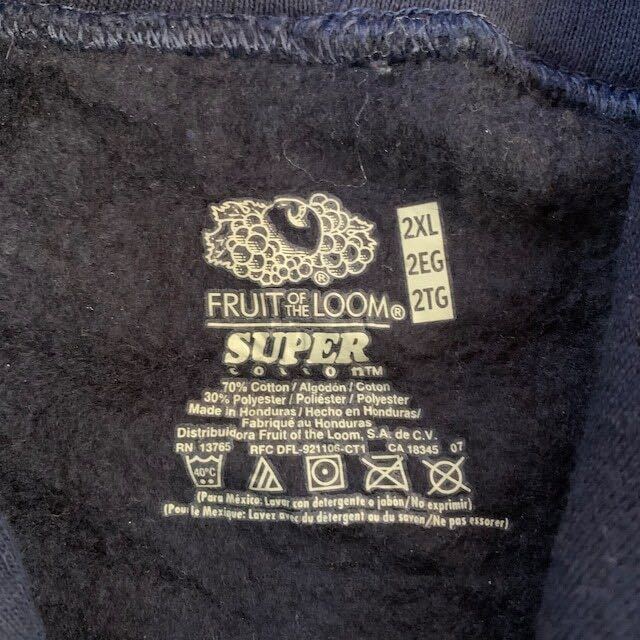 2XL
2EG
2TG
®
FRUIT OF THE LOOM®
SUPER
COTTON™
70% Cotton / Algodón / Coton
30% Polyester / Poliéster / Polyester
Made in Honduras / Hecho en Honduras/
Fabriqué au Honduras
Distribuidora Fruit of the Loom, S.A. de C.V.
RN 13765 RFC DFL-921106-CT1 CA 18345 07
40°C
(Para México: Lavar con detergente o jabón/No exprimir)
(Pour le Mexique: Lavez avec du détergent ou du savon/Ne pas essorer)